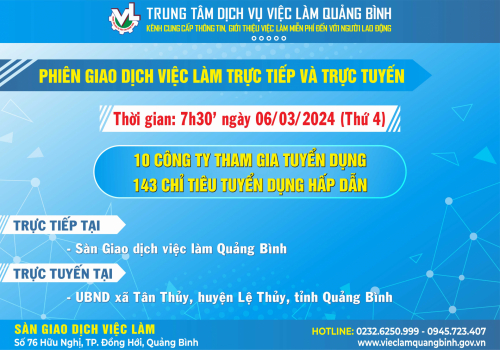 TRUNG TÂM DỊCH VỤ VIỆC LÀM QUẢNG BÌNH
KÊNH CUNG CẤP THÔNG TIN, GIỚI THIỆU VIỆC LÀM MIỄN PHÍ ĐẾN VỚI NGƯỜI LAO ĐỘNG
PHIÊN GIAO DỊCH VIỆC LÀM TRỰC TIẾP VÀ TRỰC TUYẾN
Thời gian: 7h30’ ngày 06/03/2024 (Thứ 4)
10 CÔNG TY THAM GIA TUYỂN DỤNG
143 CHỈ TIÊU TUYỂN DỤNG HẤP DẪN
TRỰC TIẾP TẠI
- Sàn Giao dịch việc làm Quảng Bình
TRỰC TUYẾN TẠI
- UBND xã Tân Thủy, huyện Lệ Thủy, tỉnh Quảng Bình
SÀN GIAO DỊCH VIỆC LÀM
Số 76 Hữu Nghị, TP. Đồng Hới, Quảng Bình
HOTLINE: 0232.6250.999 - 0945.723.407
www.vieclamquangbinh.gov.vn